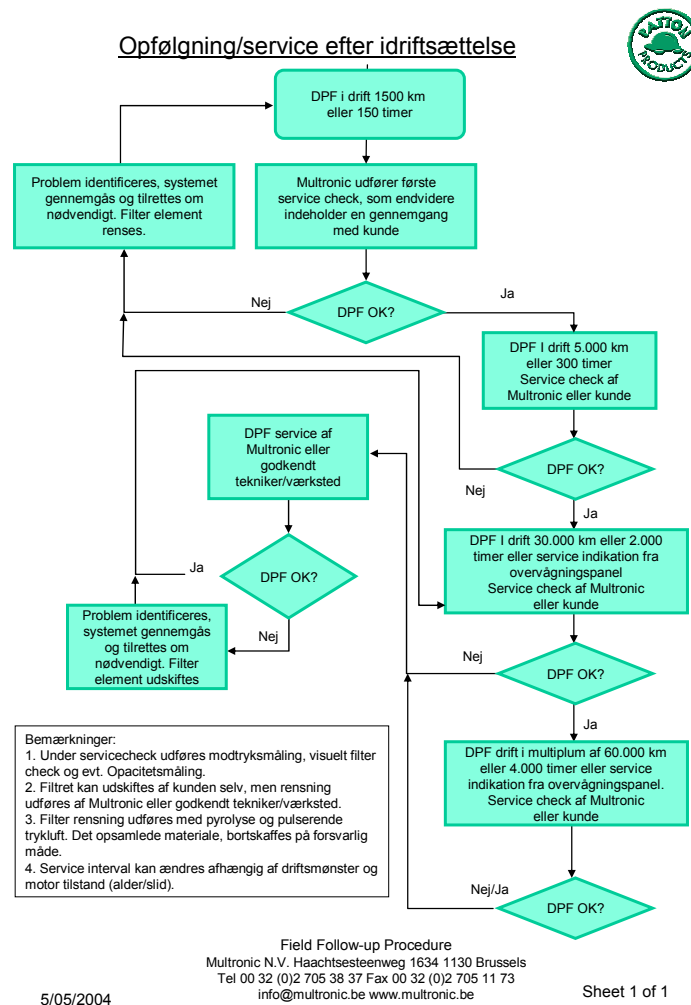 Opfølgning/service efter idriftsættelse
BATTON
PRODUCTS
DPF i drift 1500 km
eller 150 timer
Problem identificeres, systemet
gennemgås og tilrettes om
nødvendigt. Filter element
renses.
Multronic udfører første
service check, som endvidere
indeholder en gennemgang
med kunde
Nej
DPF OK?
Ja
DPF I drift 5.000 km
eller 300 timer
Service check af
Multronic eller kunde
DPF service af
Multronic eller
godkendt
tekniker/værksted
DPF OK?
Nej
Ja
DPF I drift 30.000 km eller 2.000
timer eller service indikation fra
overvågningspanel
Service check af Multronic
eller kunde
Ja
DPF OK?
Nej
Problem identificeres,
systemet gennemgås
og tilrettes om
nødvendigt. Filter
element udskiftes
Nej
DPF OK?
Ja
Bemærkninger:
1. Under servicecheck udføres modtryksmåling, visuelt filter
check og evt. Opacitetsmåling.
2. Filtret kan udskiftes af kunden selv, men rensning
udføres af Multronic eller godkendt tekniker/værksted.
3. Filter rensning udføres med pyrolyse og pulserende
trykluft. Det opsamlede materiale, bortskaffes på forsvarlig
måde.
4. Service interval kan ændres afhængig af driftsmønster og
motor tilstand (alder/slid).
DPF drift i multiplum af 60.000 km
eller 4.000 timer eller service
indikation fra overvågningspanel.
Service check af Multronic
eller kunde
Nej/Ja
DPF OK?
Field Follow-up Procedure
Multronic N.V. Haachtsesteenweg 1634 1130 Brussels
Tel 00 32 (0)2 705 38 37 Fax 00 32 (0)2 705 11 73
info@multronic.be www.multronic.be
5/05/2004
Sheet 1 of 1